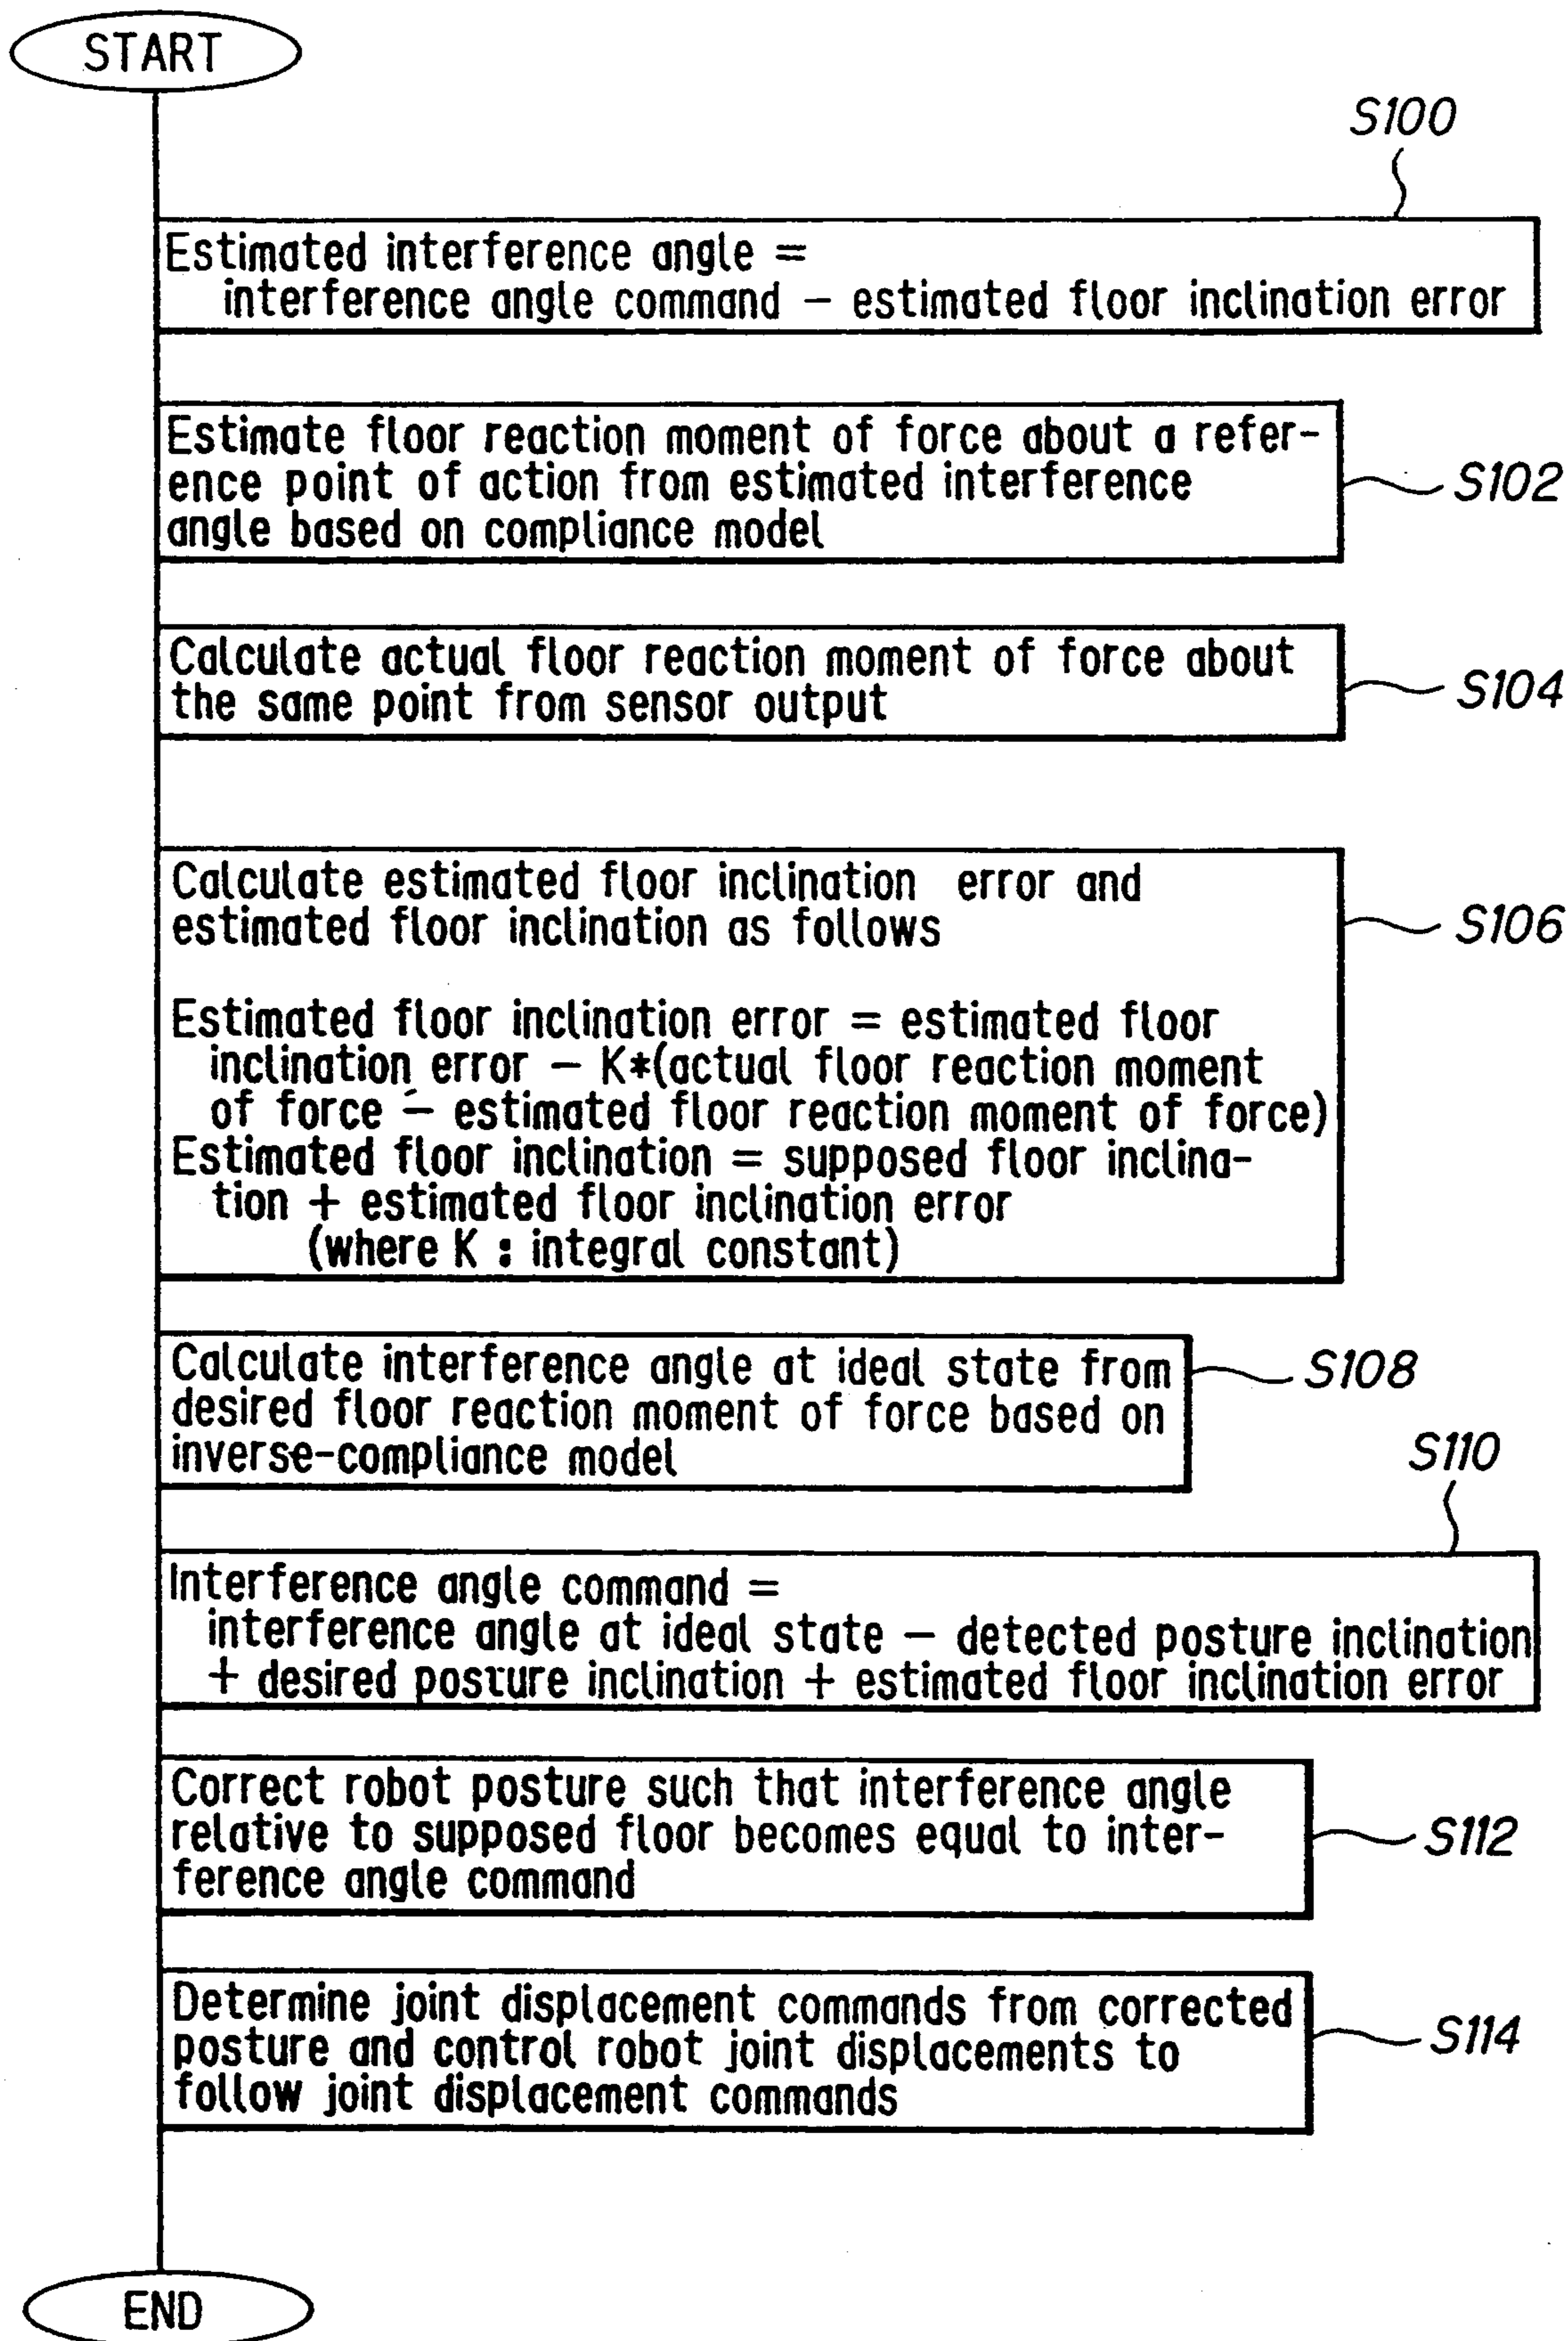 START
S100
Estimated interference angle =
interference angle command – estimated floor inclination error
Estimate floor reaction moment of force about a refer-
ence point of action from estimated interference
angle based on compliance model
S102
Calculate actual floor reaction moment of force about
the same point from sensor output
S104
Calculate estimated floor inclination error and
estimated floor inclination as follows
S106
Estimated floor inclination error = estimated floor
inclination error – K*(actual floor reaction moment
of force – estimated floor reaction moment of force)
Estimated floor inclination = supposed floor inclina-
tion + estimated floor inclination error
(where K : integral constant)
Calculate interference angle at ideal state from
desired floor reaction moment of force based on
inverse-compliance model
S108
S110
Interference angle command =
interference angle at ideal state – detected posture inclination
+ desired posture inclination + estimated floor inclination error
Correct robot posture such that interference angle
relative to supposed floor becomes equal to inter-
ference angle command
S112
Determine joint displacement commands from corrected
posture and control robot joint displacements to
follow joint displacement commands
S114
END